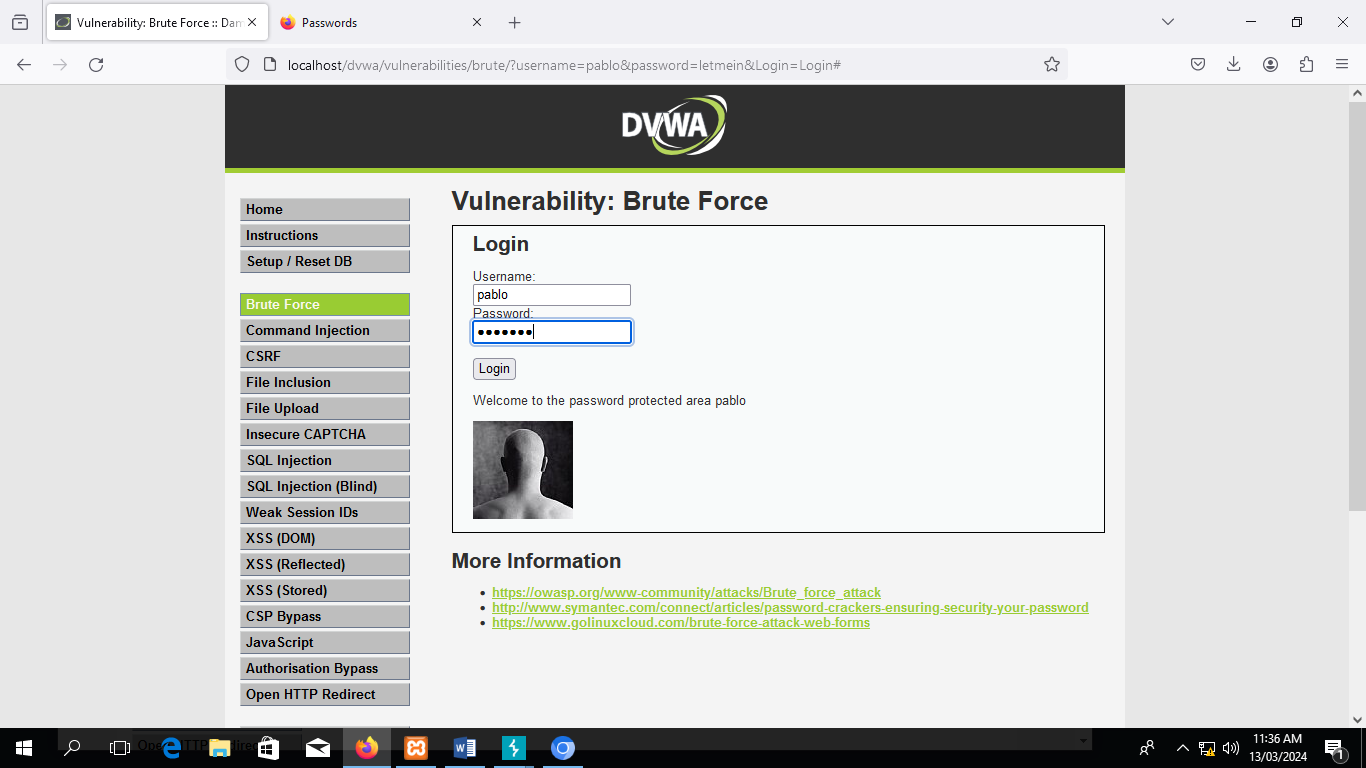 Vulnerability: Brute Force :: Dam
Passwords
localhost/dvwa/vulnerabilities/brute/?username=pablo&password=letmein&Login=Login#
DVWA
Home
Instructions
Setup / Reset DB
Brute Force
Command Injection
CSRF
File Inclusion
File Upload
Insecure CAPTCHA
SQL Injection
SQL Injection (Blind)
Weak Session IDs
XSS (DOM)
XSS (Reflected)
XSS (Stored)
CSP Bypass
JavaScript
Authorisation Bypass
Open HTTP Redirect
Vulnerability: Brute Force
Login
Username:
pablo
Password:
•••••••
Login
Welcome to the password protected area pablo
More Information
• https://owasp.org/www-community/attacks/Brute_force_attack
• http://www.symantec.com/connect/articles/password-crackers-ensuring-security-your-password
• https://www.golinuxcloud.com/brute-force-attack-web-forms
11:36 AM
13/03/2024
1